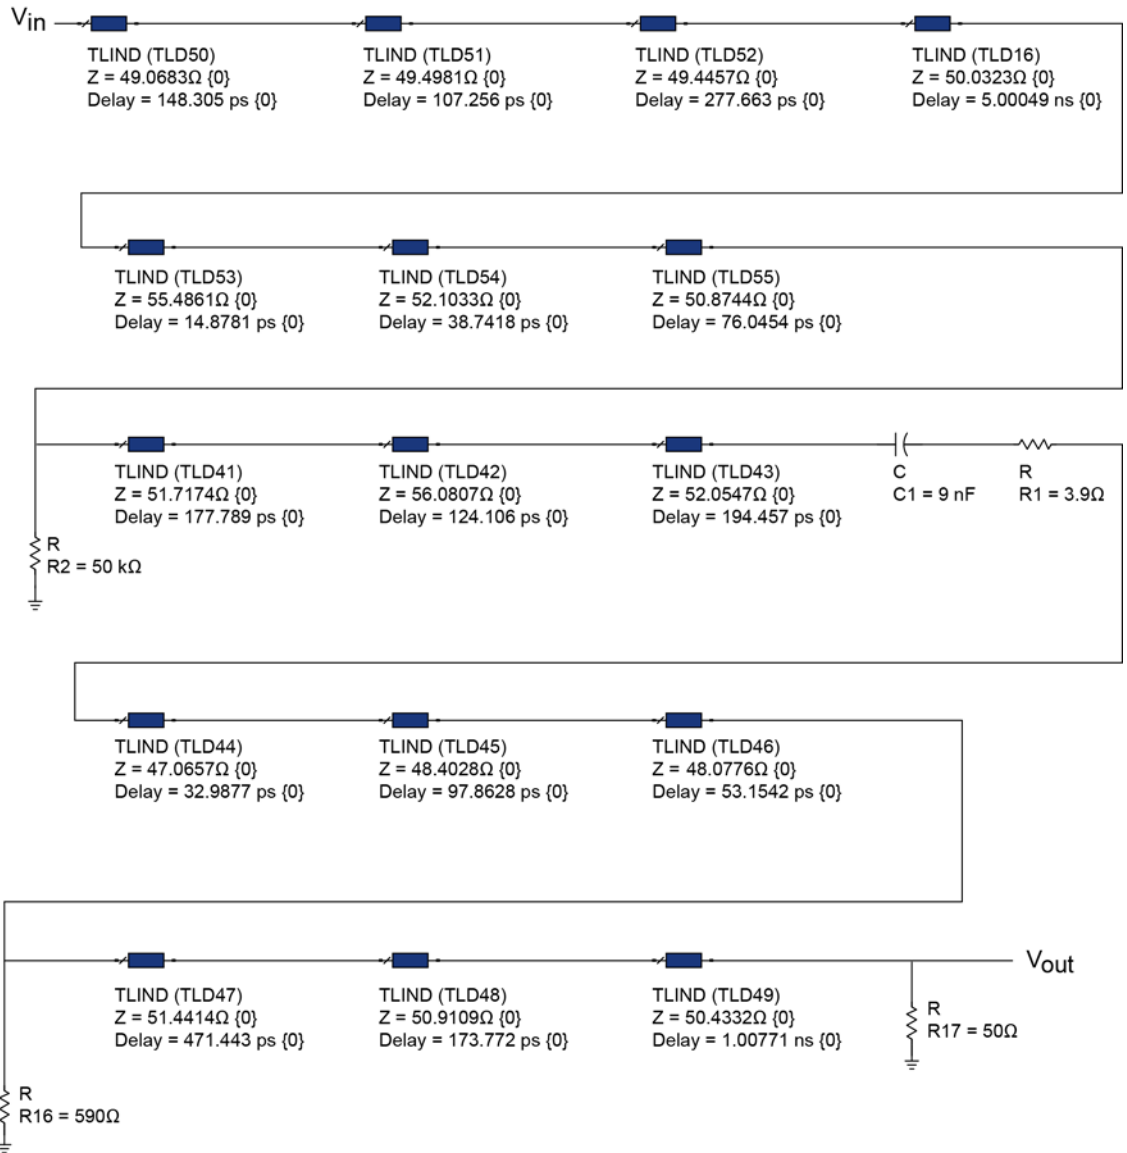 Vin
TLIND (TLD50)
Z = 49.0683Ω {0}
Delay = 148.305 ps {0}
TLIND (TLD51)
Z = 49.4981Ω {0}
Delay = 107.256 ps {0}
TLIND (TLD52)
Z = 49.4457Ω {0}
Delay = 277.663 ps {0}
TLIND (TLD16)
Z = 50.0323Ω {0}
Delay = 5.00049 ns {0}
TLIND (TLD53)
Z = 55.4861Ω {0}
Delay = 14.8781 ps {0}
TLIND (TLD54)
Z = 52.1033Ω {0}
Delay = 38.7418 ps {0}
TLIND (TLD55)
Z = 50.8744Ω {0}
Delay = 76.0454 ps {0}
TLIND (TLD41)
Z = 51.7174Ω {0}
Delay = 177.789 ps {0}
TLIND (TLD42)
Z = 56.0807Ω {0}
Delay = 124.106 ps {0}
TLIND (TLD43)
Z = 52.0547Ω {0}
Delay = 194.457 ps {0}
C
C1 = 9 nF
R
R1 = 3.9Ω
R
R2 = 50 kΩ
TLIND (TLD44)
Z = 47.0657Ω {0}
Delay = 32.9877 ps {0}
TLIND (TLD45)
Z = 48.4028Ω {0}
Delay = 97.8628 ps {0}
TLIND (TLD46)
Z = 48.0776Ω {0}
Delay = 53.1542 ps {0}
TLIND (TLD47)
Z = 51.4414Ω {0}
Delay = 471.443 ps {0}
TLIND (TLD48)
Z = 50.9109Ω {0}
Delay = 173.772 ps {0}
TLIND (TLD49)
Z = 50.4332Ω {0}
Delay = 1.00771 ns {0}
Vout
R
R17 = 50Ω
R
R16 = 590Ω